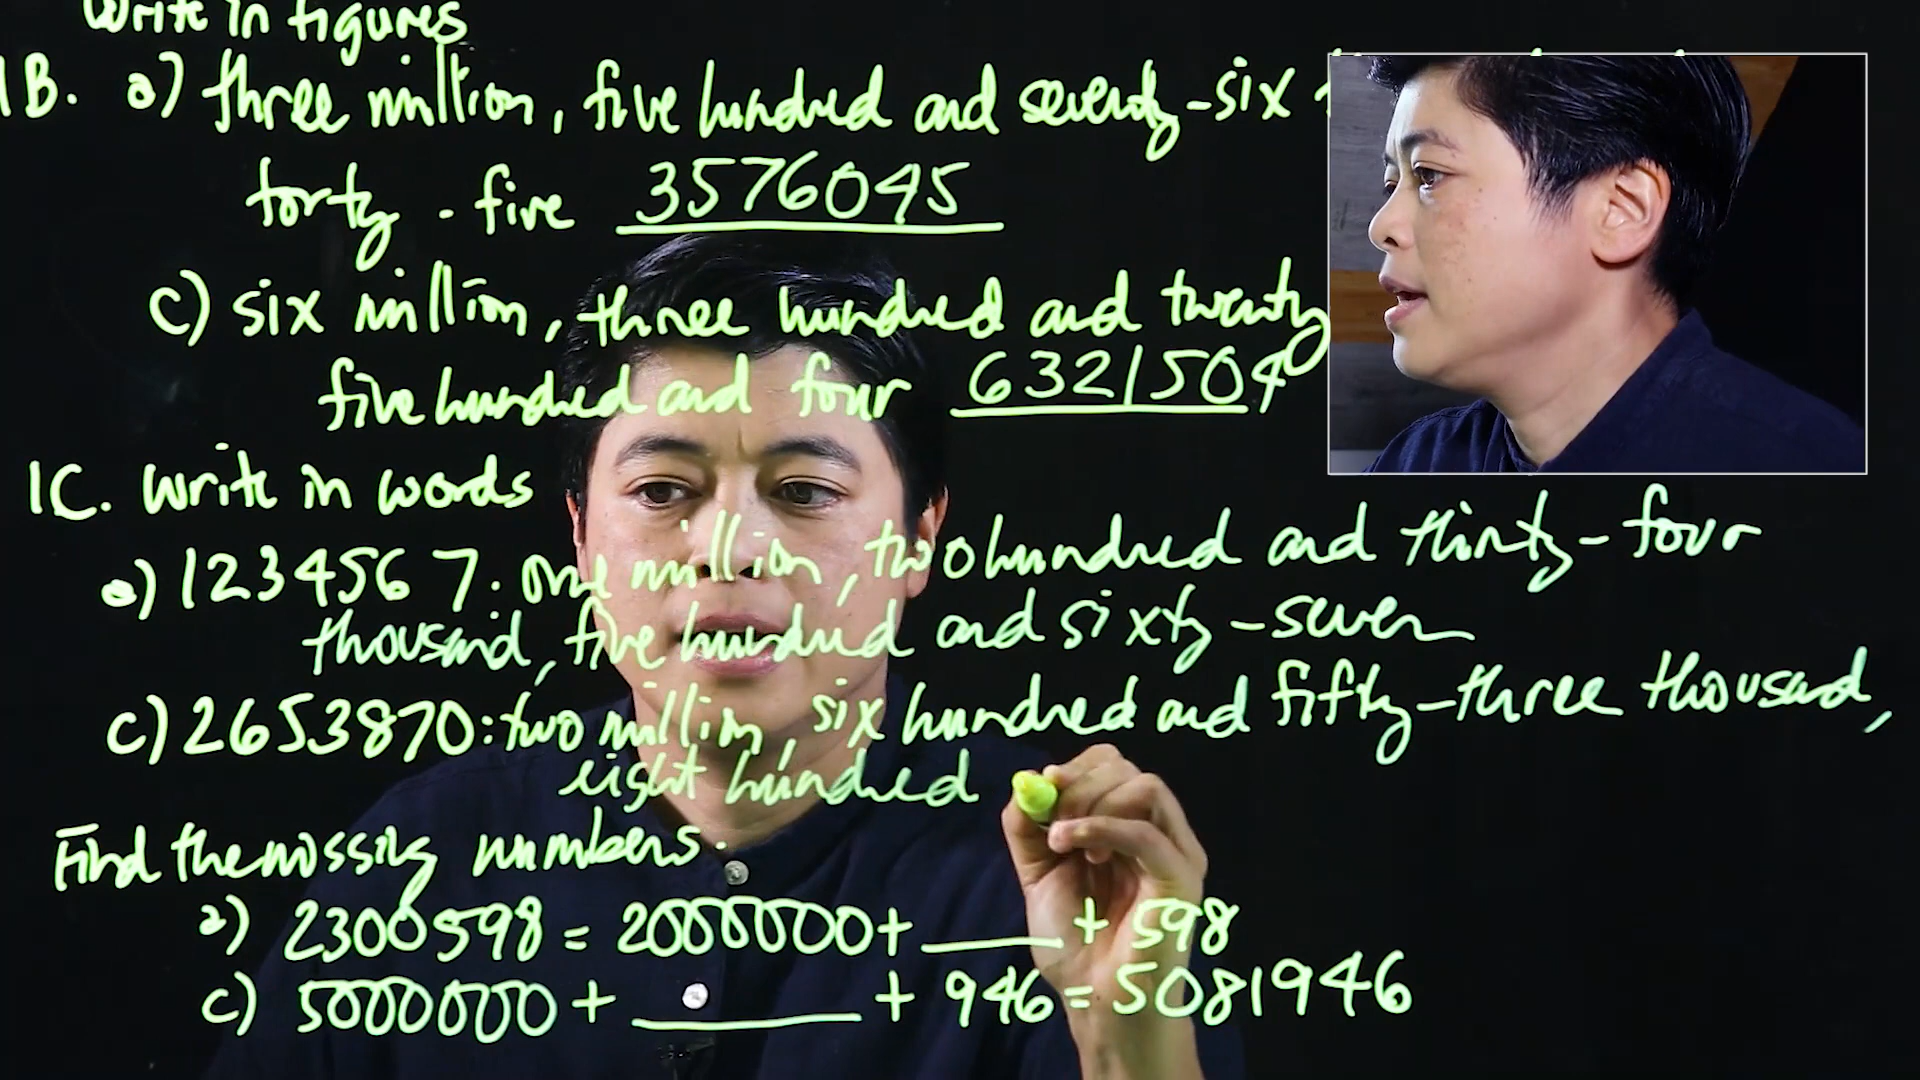 Write in figures
1B. a) three million, five hundred and seventy-six
forty-five 3576045
c) six million, three hundred and twenty
five hundred and four 6321504
1C. Write in words
a) 1234567: one million, two hundred and thirty-four
thousand, five hundred and sixty-seven
c) 2653870: two million, six hundred and fifty-three thousand,
eight hundred
Find the missing numbers.
a) 2300598 = 2000000 + ____ + 598
c) 5000000 + ____ + 946 = 5081946